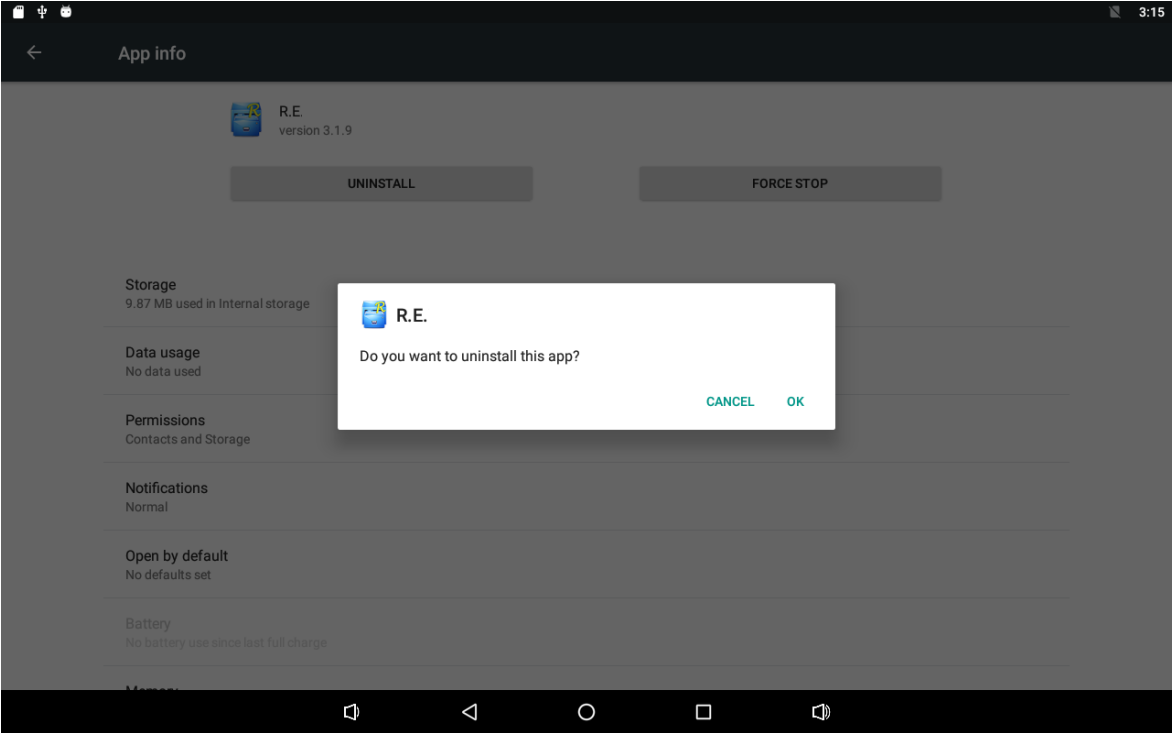 3:15
App info
R.E.
version 3.1.9
UNINSTALL
FORCE STOP
Storage
9.87 MB used in Internal storage
Data usage
No data used
Permissions
Contacts and Storage
Notifications
Normal
Open by default
No defaults set
Battery
No battery use since last full charge
Memory
R.E.
Do you want to uninstall this app?
CANCEL
OK